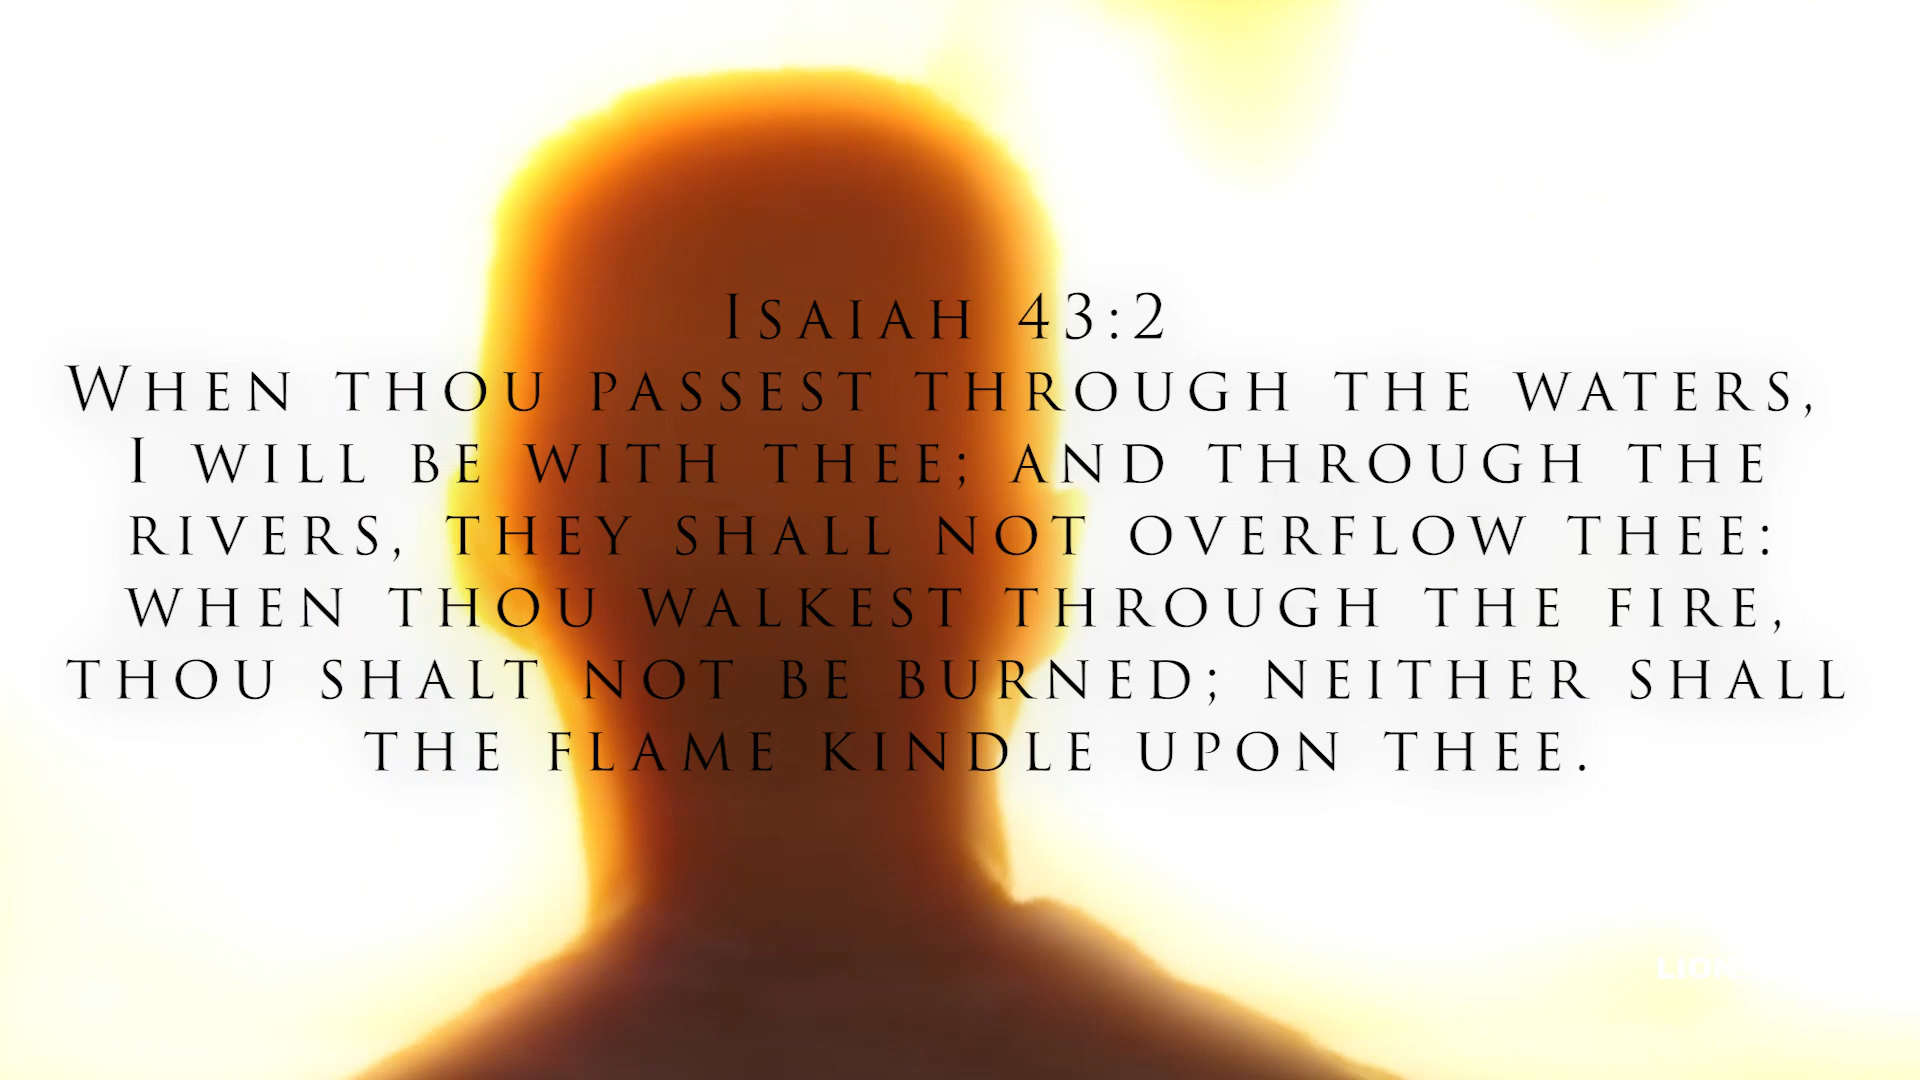 Isaiah 43:2
When thou passest through the waters,
I will be with thee; and through the
rivers, they shall not overflow thee:
when thou walkest through the fire,
thou shalt not be burned; neither shall
the flame kindle upon thee.
LION